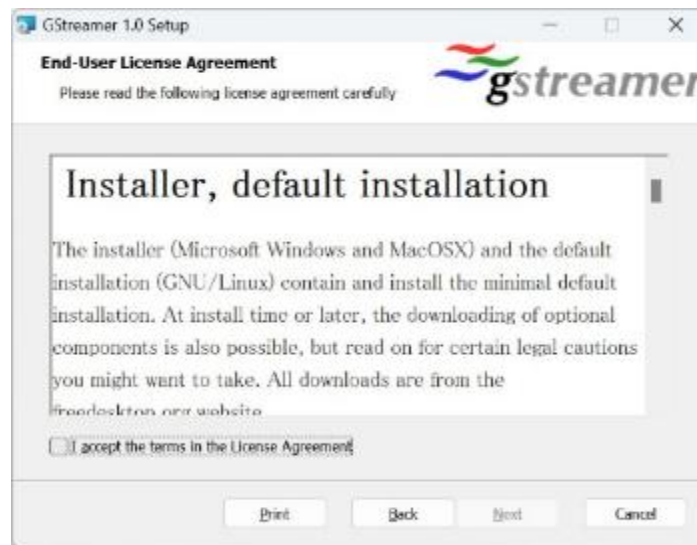 GStreamer 1.0 Setup
End-User License Agreement
Please read the following license agreement carefully
gstreamer
Installer, default installation
The installer (Microsoft Windows and MacOSX) and the default
installation (GNU/Linux) contain and install the minimal default
installation. At install time or later, the downloading of optional
components is also possible, but read on for certain legal cautions
you might want to take. All downloads are from the
freedesktop.org website.
I accept the terms in the License Agreement
Print
Back
Next
Cancel